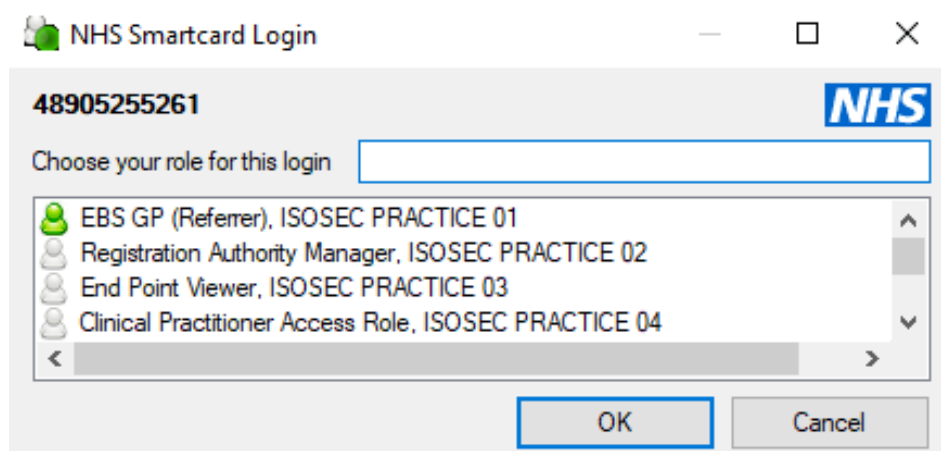 NHS Smartcard Login
48905255261
NHS
Choose your role for this login
EBS GP (Referrer), ISOSEC PRACTICE 01
Registration Authority Manager, ISOSEC PRACTICE 02
End Point Viewer, ISOSEC PRACTICE 03
Clinical Practitioner Access Role, ISOSEC PRACTICE 04
OK
Cancel